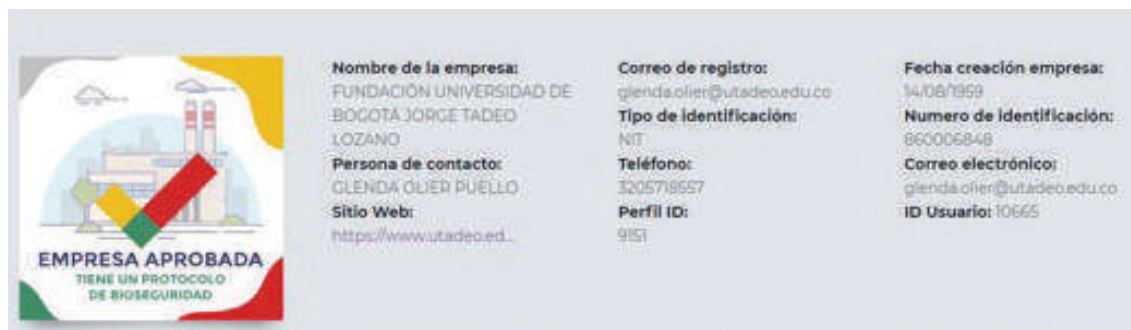 EMPRESA APROBADA
TIENE UN PROTOCOLO
DE BIOSEGURIDAD
Nombre de la empresa:
FUNDACIÓN UNIVERSIDAD DE
BOGOTÁ JORGE TADEO
LOZANO
Persona de contacto:
GLENDA OLIER PUELLO
Sitio Web:
https://www.utadeo.ed...
Correo de registro:
glenda.olier@utadeo.edu.co
Tipo de identificación:
NIT
Teléfono:
3205718557
Perfil ID:
9151
Fecha creación empresa:
14/08/1959
Numero de identificación:
860006848
Correo electrónico:
glenda.olier@utadeo.edu.co
ID Usuario: 10665